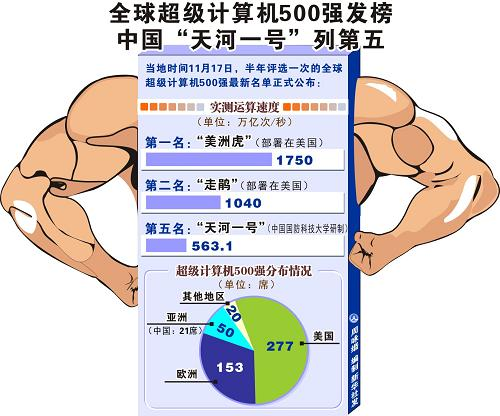 全球超级计算机500强发榜
中国“天河一号”列第五
当地时间11月17日，半年评选一次的全球
超级计算机500强最新名单正式公布：
实测运算速度
（单位：万亿次/秒）
第一名：“美洲虎”（部署在美国）
1750
第二名：“走鹃”（部署在美国）
1040
第五名：“天河一号”（中国国防科技大学研制）
563.1
超级计算机500强分布情况
（单位：席）
其他地区
20
亚洲
（中国：21席）
50
美国
277
欧洲
153
编制 新华社发